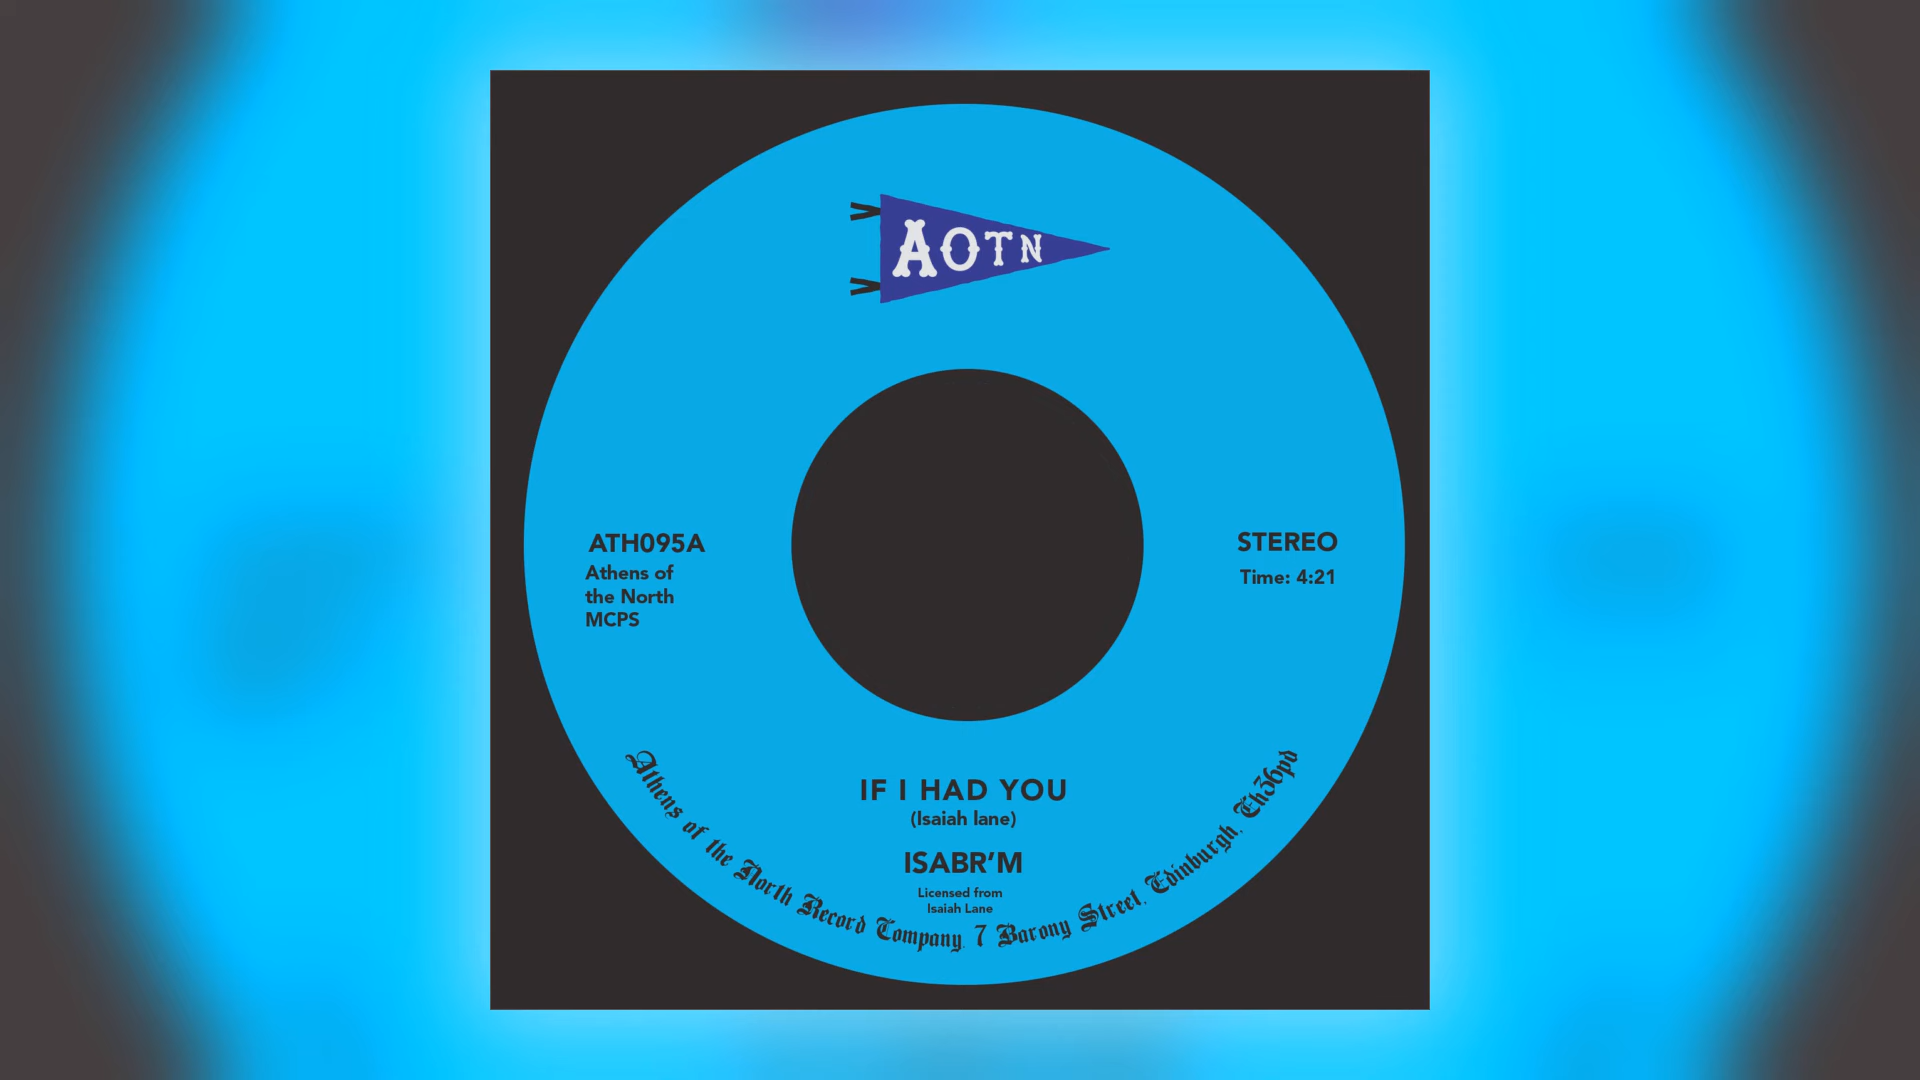 AOTN
ATH095A
Athens of
the North
MCPS
STEREO
Time: 4:21
IF I HAD YOU
(Isaiah lane)
ISABR’M
Licensed from
Isaiah Lane
Athens of the North Record Company, 7 Barony Street, Edinburgh, Eh36pd